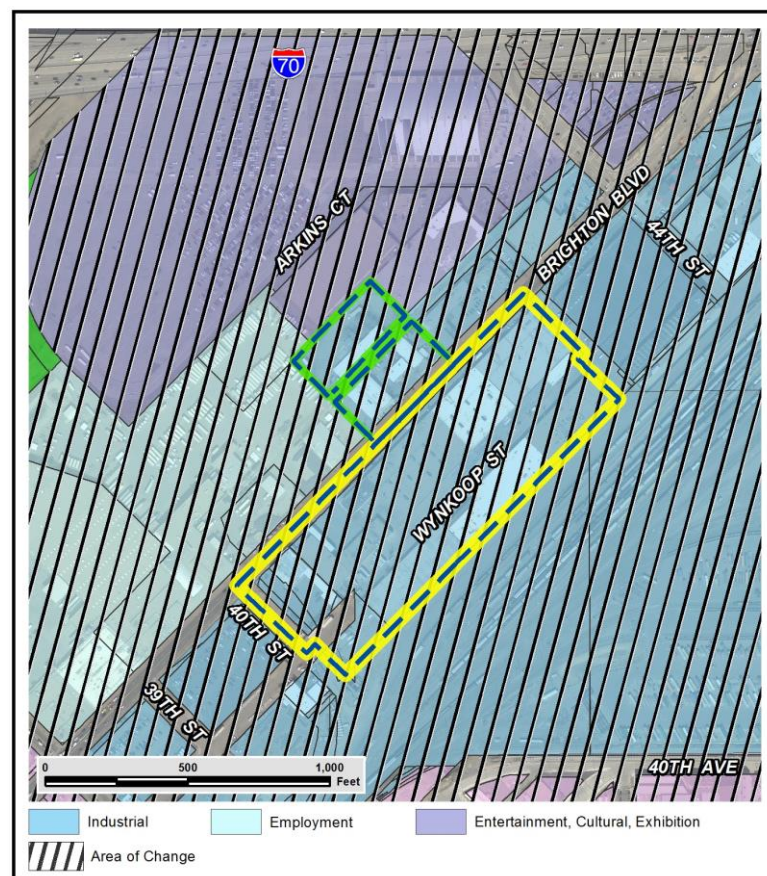 70
ARKINS CT
BRIGHTON BLVD
44TH ST
WYNKOOP ST
40TH ST
39TH ST
0 500 1,000
Feet
40TH AVE
Industrial
Employment
Entertainment, Cultural, Exhibition
Area of Change